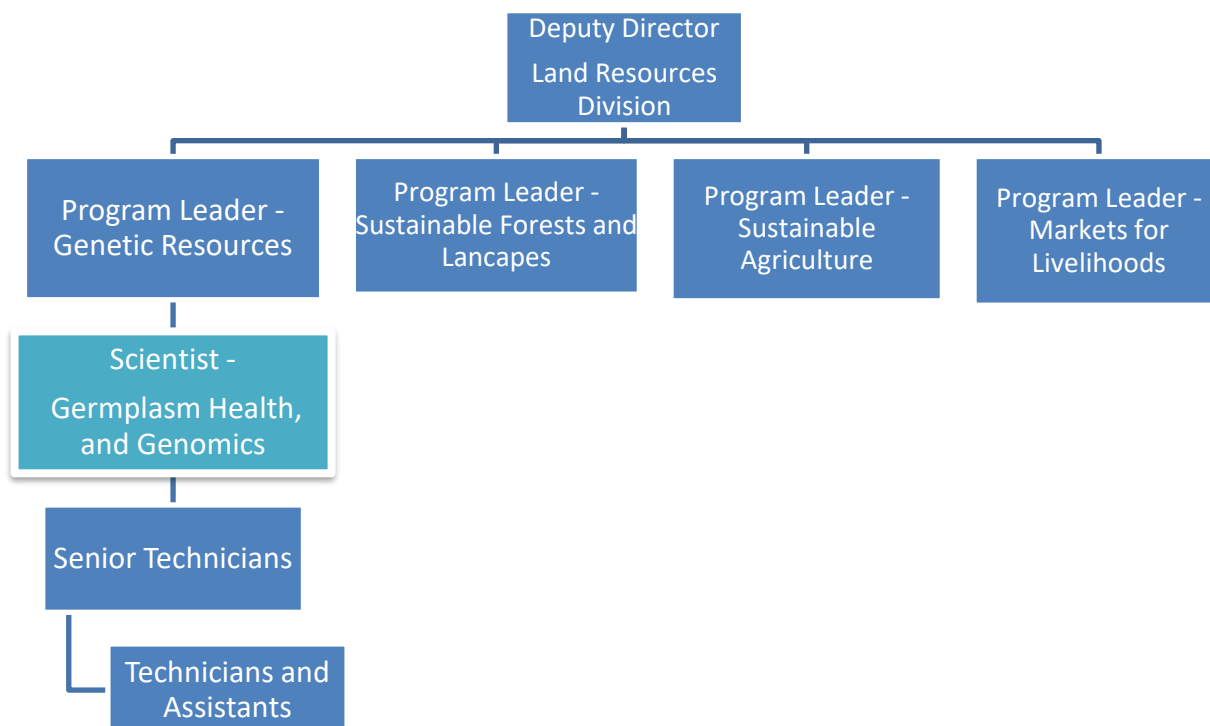 Deputy Director
Land Resources
Division
Program Leader -
Genetic Resources
Program Leader -
Sustainable Forests and
Lancapes
Program Leader -
Sustainable
Agriculture
Program Leader -
Markets for
Livelihoods
Scientist -
Germplasm Health,
and Genomics
Senior Technicians
Technicians and
Assistants